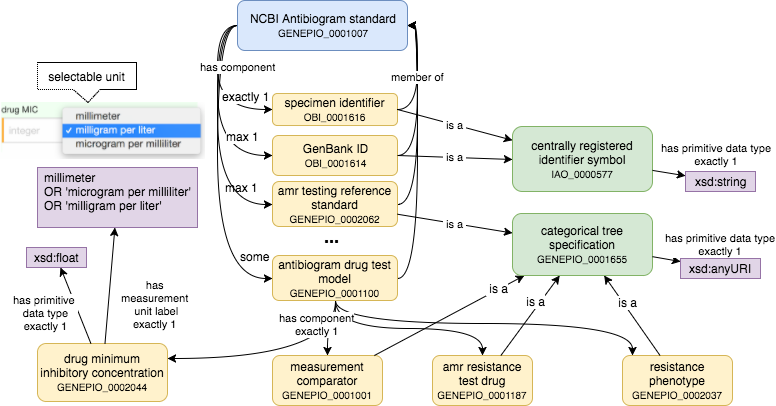 NCBI Antibiogram standard
GENEPIO_0001007
has component
member of
selectable unit
drug MIC
integer
millimeter
✓ milligram per liter
microgram per milliliter
exactly 1
specimen identifier
OBI_0001616
is a
max 1
GenBank ID
OBI_0001614
is a
centrally registered
identifier symbol
IAO_0000577
has primitive data type
exactly 1
xsd:string
millimeter
OR 'microgram per milliliter'
OR 'milligram per liter'
max 1
amr testing reference
standard
GENEPIO_0002062
is a
...
categorical tree
specification
GENEPIO_0001655
has primitive data type
exactly 1
xsd:anyURI
xsd:float
some
antibiogram drug test
model
GENEPIO_0001100
is a
is a
is a
has primitive
data type
exactly 1
has
measurement
unit label
exactly 1
has component
exactly 1
drug minimum
inhibitory concentration
GENEPIO_0002044
measurement
comparator
GENEPIO_0001001
amr resistance
test drug
GENEPIO_0001187
resistance
phenotype
GENEPIO_0002037